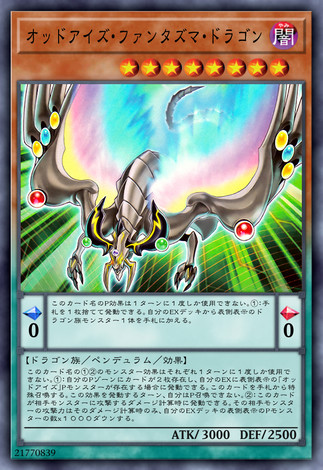 オッドアイズ・ファンタズマ・ドラゴン
やみ
闇
このカード名のP効果は1ターンに1度しか使用できない。①:手
札を1枚捨てて発動できる。自分のEXデッキから表側表示のド
ラゴン族モンスター1体を手札に加える。
0
0
【ドラゴン族/ペンデュラム/効果】
このカード名の①②のモンスター効果はそれぞれ1ターンに1度しか使用で
きない。①:自分のPゾーンにカードが2枚存在し、自分のEXに表側表示の「オッ
ドアイズ」Pモンスターが存在する場合に発動できる。このカードを手札から特
殊召喚する。この効果を発動するターン、自分はP召喚できない。②:このカード
が相手モンスターに攻撃するダメージ計算時に発動できる。その相手モンスター
の攻撃力はそのダメージ計算時のみ、自分のEXデッキの表側表示のPモンス
ターの数×1000ダウンする。
ATK/3000 DEF/2500
21770839